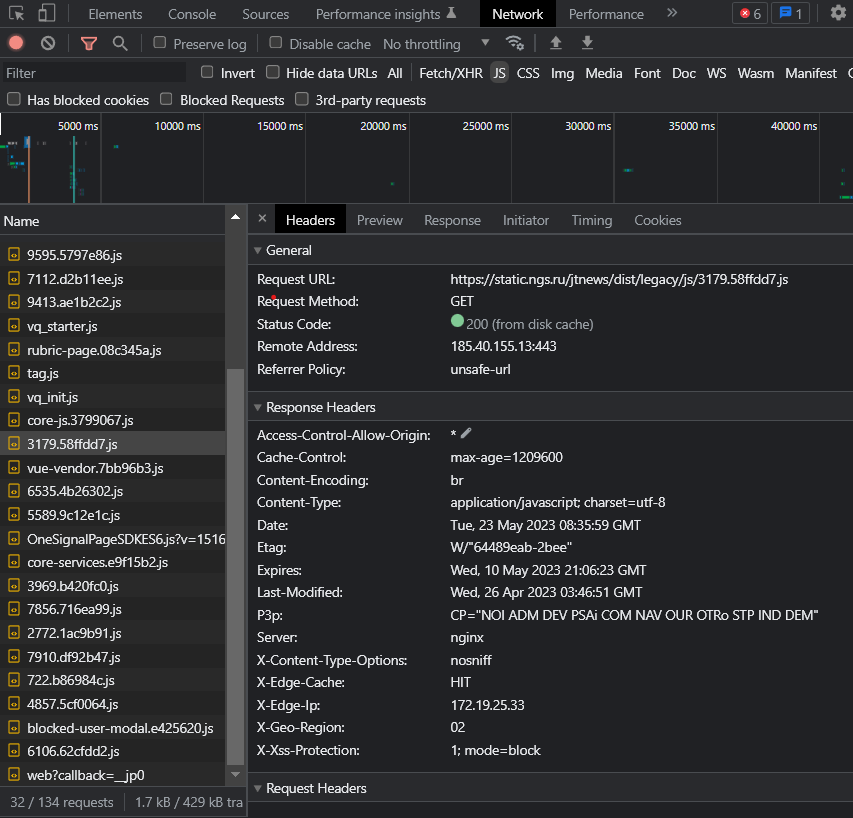 Elements Console Sources Performance insights Network Performance » 6 1
Preserve log Disable cache No throttling
Filter Invert Hide data URLs All Fetch/XHR JS CSS Img Media Font Doc WS Wasm Manifest
Has blocked cookies Blocked Requests 3rd-party requests
5000 ms 10000 ms 15000 ms 20000 ms 25000 ms 30000 ms 35000 ms 40000 ms
Name
9595.5797e86.js
7112.d2b11ee.js
9413.ae1b2c2.js
vq_starter.js
rubric-page.08c345a.js
tag.js
vq_init.js
core-js.3799067.js
3179.58ffdd7.js
vue-vendor.7bb96b3.js
6535.4b26302.js
5589.9c12e1c.js
OneSignalPageSDKES6.js?v=1516
core-services.e9f15b2.js
3969.b420fc0.js
7856.716ea99.js
2772.1ac9b91.js
7910.df92b47.js
722.b86984c.js
4857.5cf0064.js
blocked-user-modal.e425620.js
6106.62cfdd2.js
web?callback=__jp0
32 / 134 requests 1.7 kB / 429 kB tra
× Headers Preview Response Initiator Timing Cookies
General
Request URL: https://static.ngs.ru/jtnews/dist/legacy/js/3179.58ffdd7.js
Request Method: GET
Status Code: 200 (from disk cache)
Remote Address: 185.40.155.13:443
Referrer Policy: unsafe-url
Response Headers
Access-Control-Allow-Origin: *
Cache-Control: max-age=1209600
Content-Encoding: br
Content-Type: application/javascript; charset=utf-8
Date: Tue, 23 May 2023 08:35:59 GMT
Etag: W/"64489eab-2bee"
Expires: Wed, 10 May 2023 21:06:23 GMT
Last-Modified: Wed, 26 Apr 2023 03:46:51 GMT
P3p: CP="NOI ADM DEV PSAi COM NAV OUR OTRo STP IND DEM"
Server: nginx
X-Content-Type-Options: nosniff
X-Edge-Cache: HIT
X-Edge-Ip: 172.19.25.33
X-Geo-Region: 02
X-Xss-Protection: 1; mode=block
Request Headers